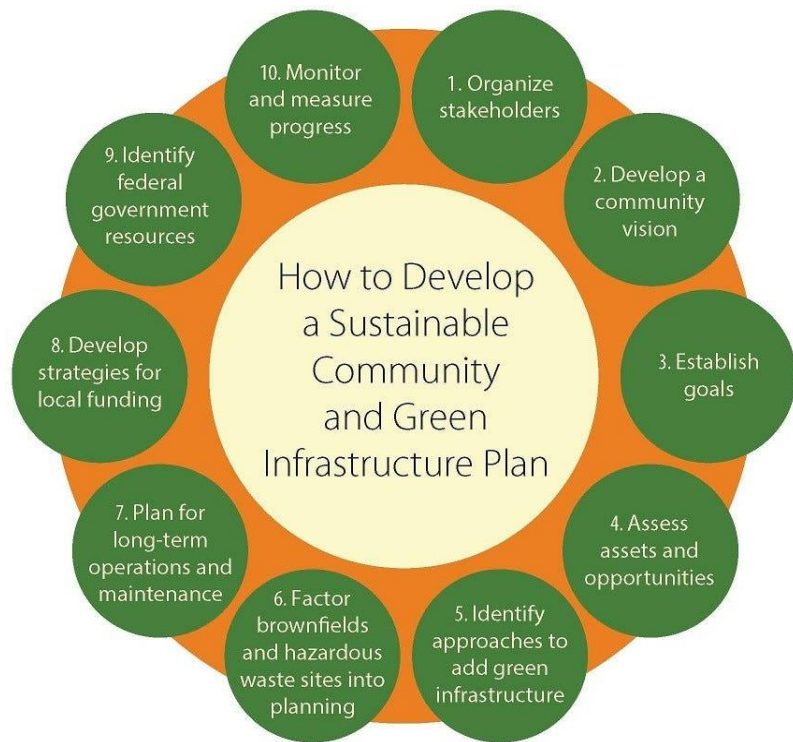 How to Develop
a Sustainable
Community
and Green
Infrastructure Plan
1. Organize
stakeholders
2. Develop a
community
vision
3. Establish
goals
4. Assess
assets and
opportunities
5. Identify
approaches to
add green
infrastructure
6. Factor
brownfields
and hazardous
waste sites into
planning
7. Plan for
long-term
operations and
maintenance
8. Develop
strategies for
local funding
9. Identify
federal
government
resources
10. Monitor
and measure
progress